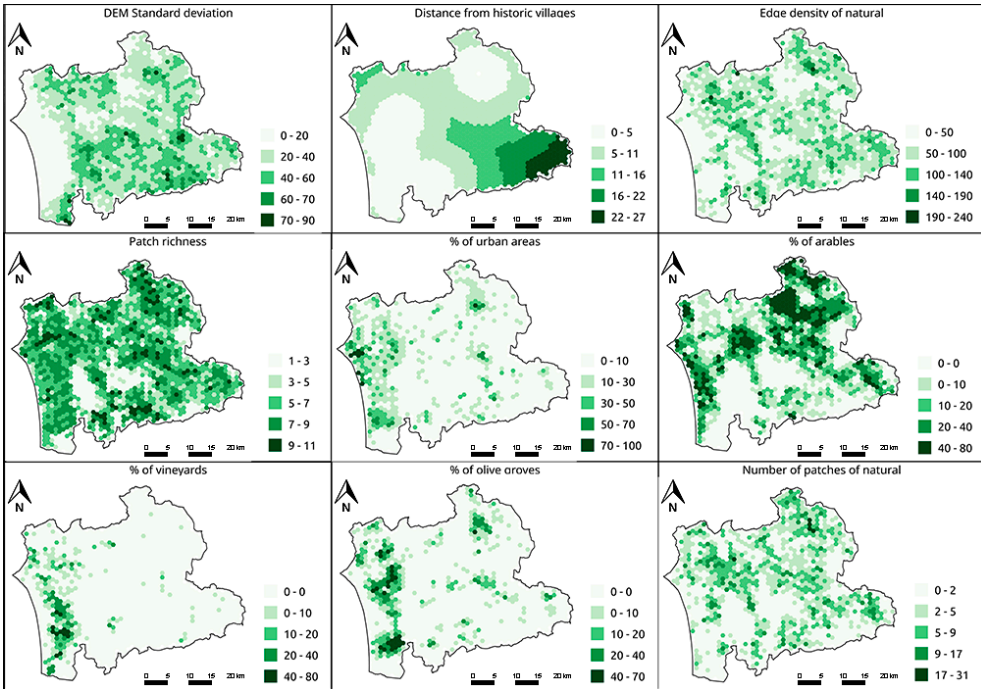 DEM Standard deviation
N
0 - 20
20 - 40
40 - 60
60 - 70
70 - 90
0 5 10 15 20 km
Distance from historic villages
N
0 - 5
5 - 11
11 - 16
16 - 22
22 - 27
0 5 10 15 20 km
Edge density of natural
N
0 - 50
50 - 100
100 - 140
140 - 190
190 - 240
0 5 10 15 20 km
Patch richness
N
1 - 3
3 - 5
5 - 7
7 - 9
9 - 11
0 5 10 15 20 km
% of urban areas
N
0 - 10
10 - 30
30 - 50
50 - 70
70 - 100
0 5 10 15 20 km
% of arables
N
0 - 0
0 - 10
10 - 20
20 - 40
40 - 80
0 5 10 15 20 km
% of vineyards
N
0 - 0
0 - 10
10 - 20
20 - 40
40 - 80
0 5 10 15 20 km
% of olive groves
N
0 - 0
0 - 10
10 - 20
20 - 40
40 - 70
0 5 10 15 20 km
Number of patches of natural
N
0 - 2
2 - 5
5 - 9
9 - 17
17 - 31
0 5 10 15 20 km